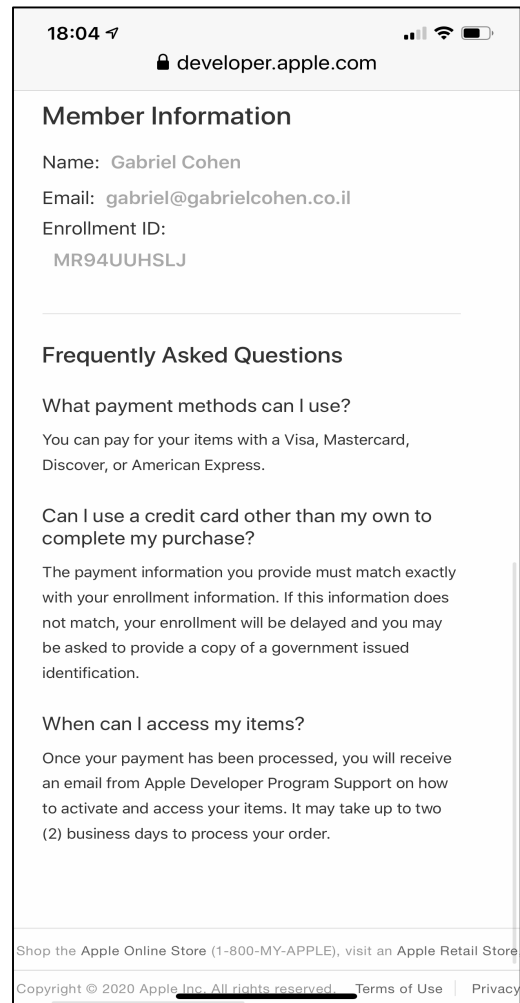 18:04
developer.apple.com
Member Information
Name: Gabriel Cohen
Email: gabriel@gabrielcohen.co.il
Enrollment ID:
MR94UUHSLJ
Frequently Asked Questions
What payment methods can I use?
You can pay for your items with a Visa, Mastercard,
Discover, or American Express.
Can I use a credit card other than my own to
complete my purchase?
The payment information you provide must match exactly
with your enrollment information. If this information does
not match, your enrollment will be delayed and you may
be asked to provide a copy of a government issued
identification.
When can I access my items?
Once your payment has been processed, you will receive
an email from Apple Developer Program Support on how
to activate and access your items. It may take up to two
(2) business days to process your order.
Shop the Apple Online Store (1-800-MY-APPLE), visit an Apple Retail Store
Copyright © 2020 Apple Inc. All rights reserved. Terms of Use Privacy